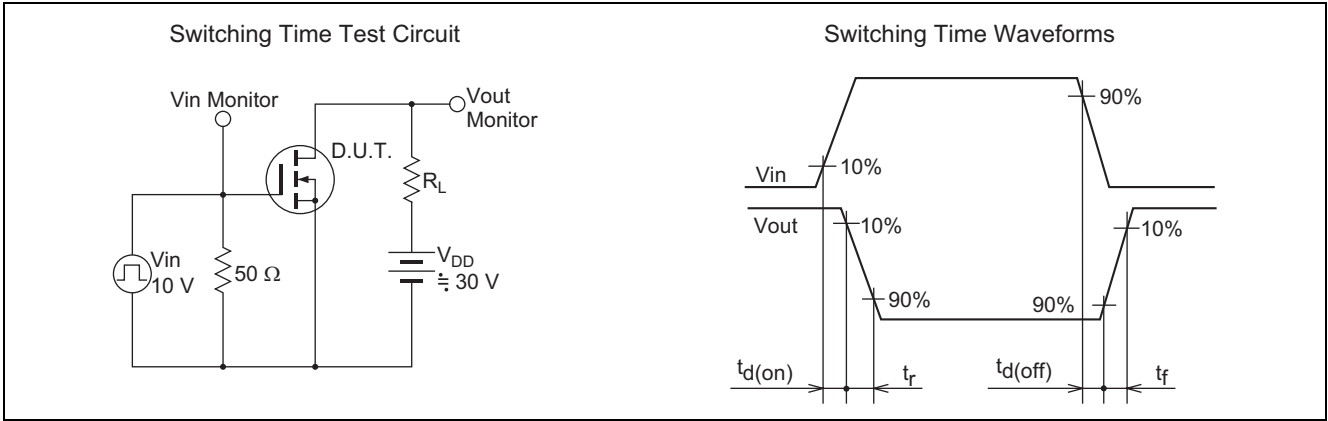 Switching Time Test Circuit
Vin Monitor
Vout
Monitor
D.U.T.
RL
Vin
10 V
50 Ω
VDD
≒ 30 V
Switching Time Waveforms
90%
10%
Vin
Vout
10%
10%
90%
90%
td(on)
tr
td(off)
tf